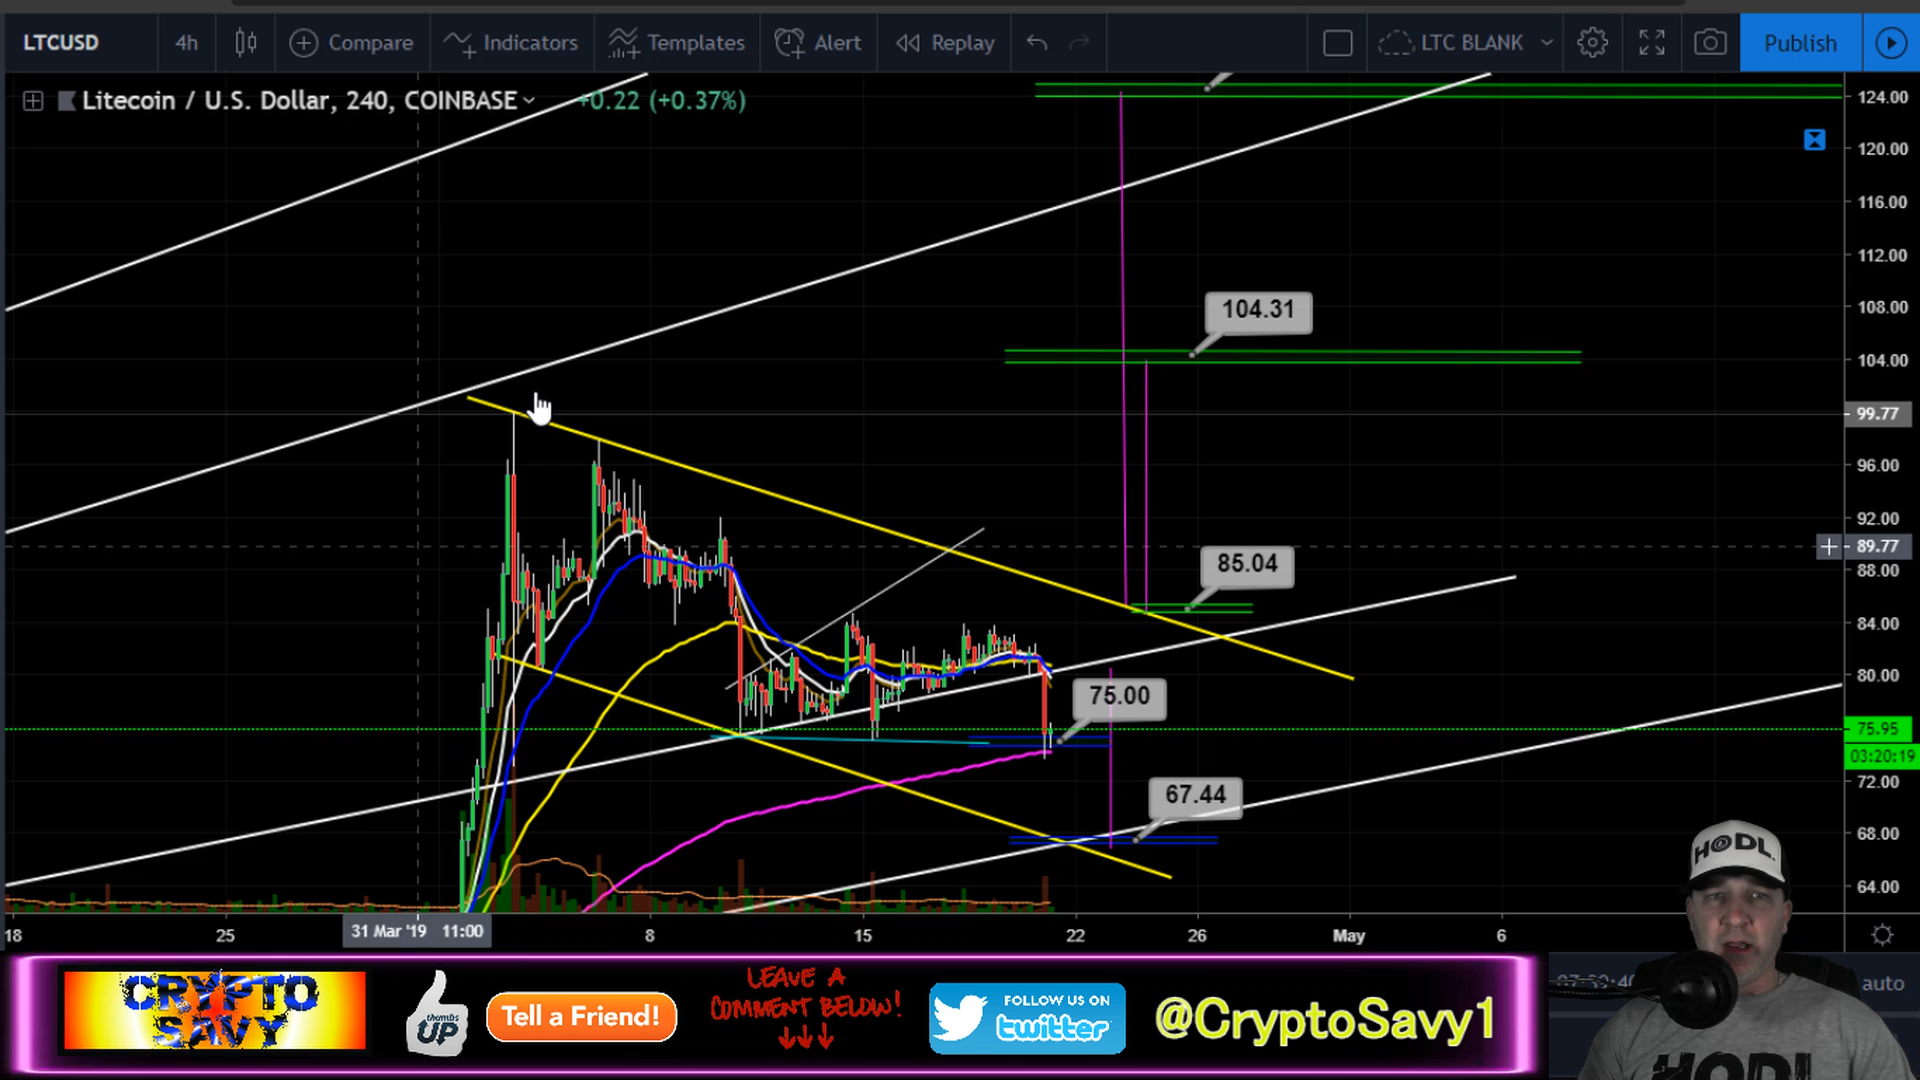 LTCUSD 4h Compare Indicators Templates Alert Replay LTC BLANK Publish
Litecoin / U.S. Dollar, 240, COINBASE +0.22 (+0.37%)
124.00
120.00
116.00
112.00
108.00
104.31
104.00
99.77
96.00
92.00
89.77
88.00
85.04
84.00
80.00
75.00
75.95
03:20:19
72.00
67.44
68.00
64.00
18 25 31 Mar '19 11:00 8 15 22 26 May 6
auto
HODL.
HODL
CRYPTO
SAVY
thumbs
UP
Tell a Friend!
LEAVE A
COMMENT BELOW!
FOLLOW US ON
twitter
@CryptoSavy1